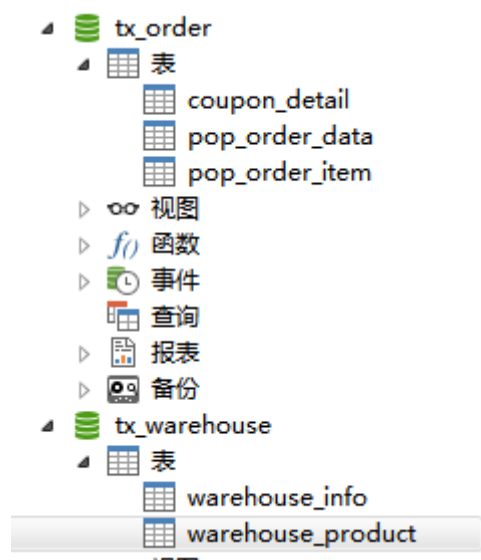 tx_order
表
coupon_detail
pop_order_data
pop_order_item
视图
f() 函数
事件
查询
报表
备份
tx_warehouse
表
warehouse_info
warehouse_product